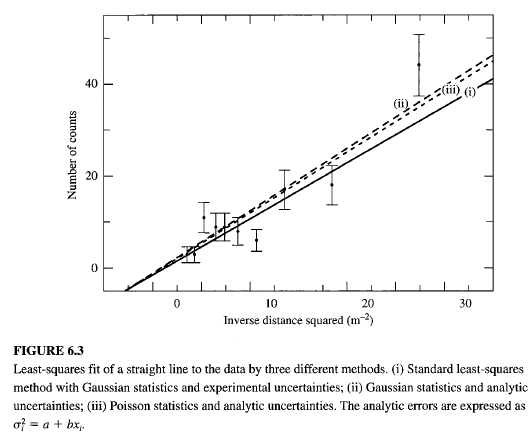 40
20
0
Number of counts
(ii)
(iii)
(i)
0
10
20
30
Inverse distance squared (m⁻²)
FIGURE 6.3
Least-squares fit of a straight line to the data by three different methods. (i) Standard least-squares
method with Gaussian statistics and experimental uncertainties; (ii) Gaussian statistics and analytic
uncertainties; (iii) Poisson statistics and analytic uncertainties. The analytic errors are expressed as
σᵢ² = a + bxᵢ.